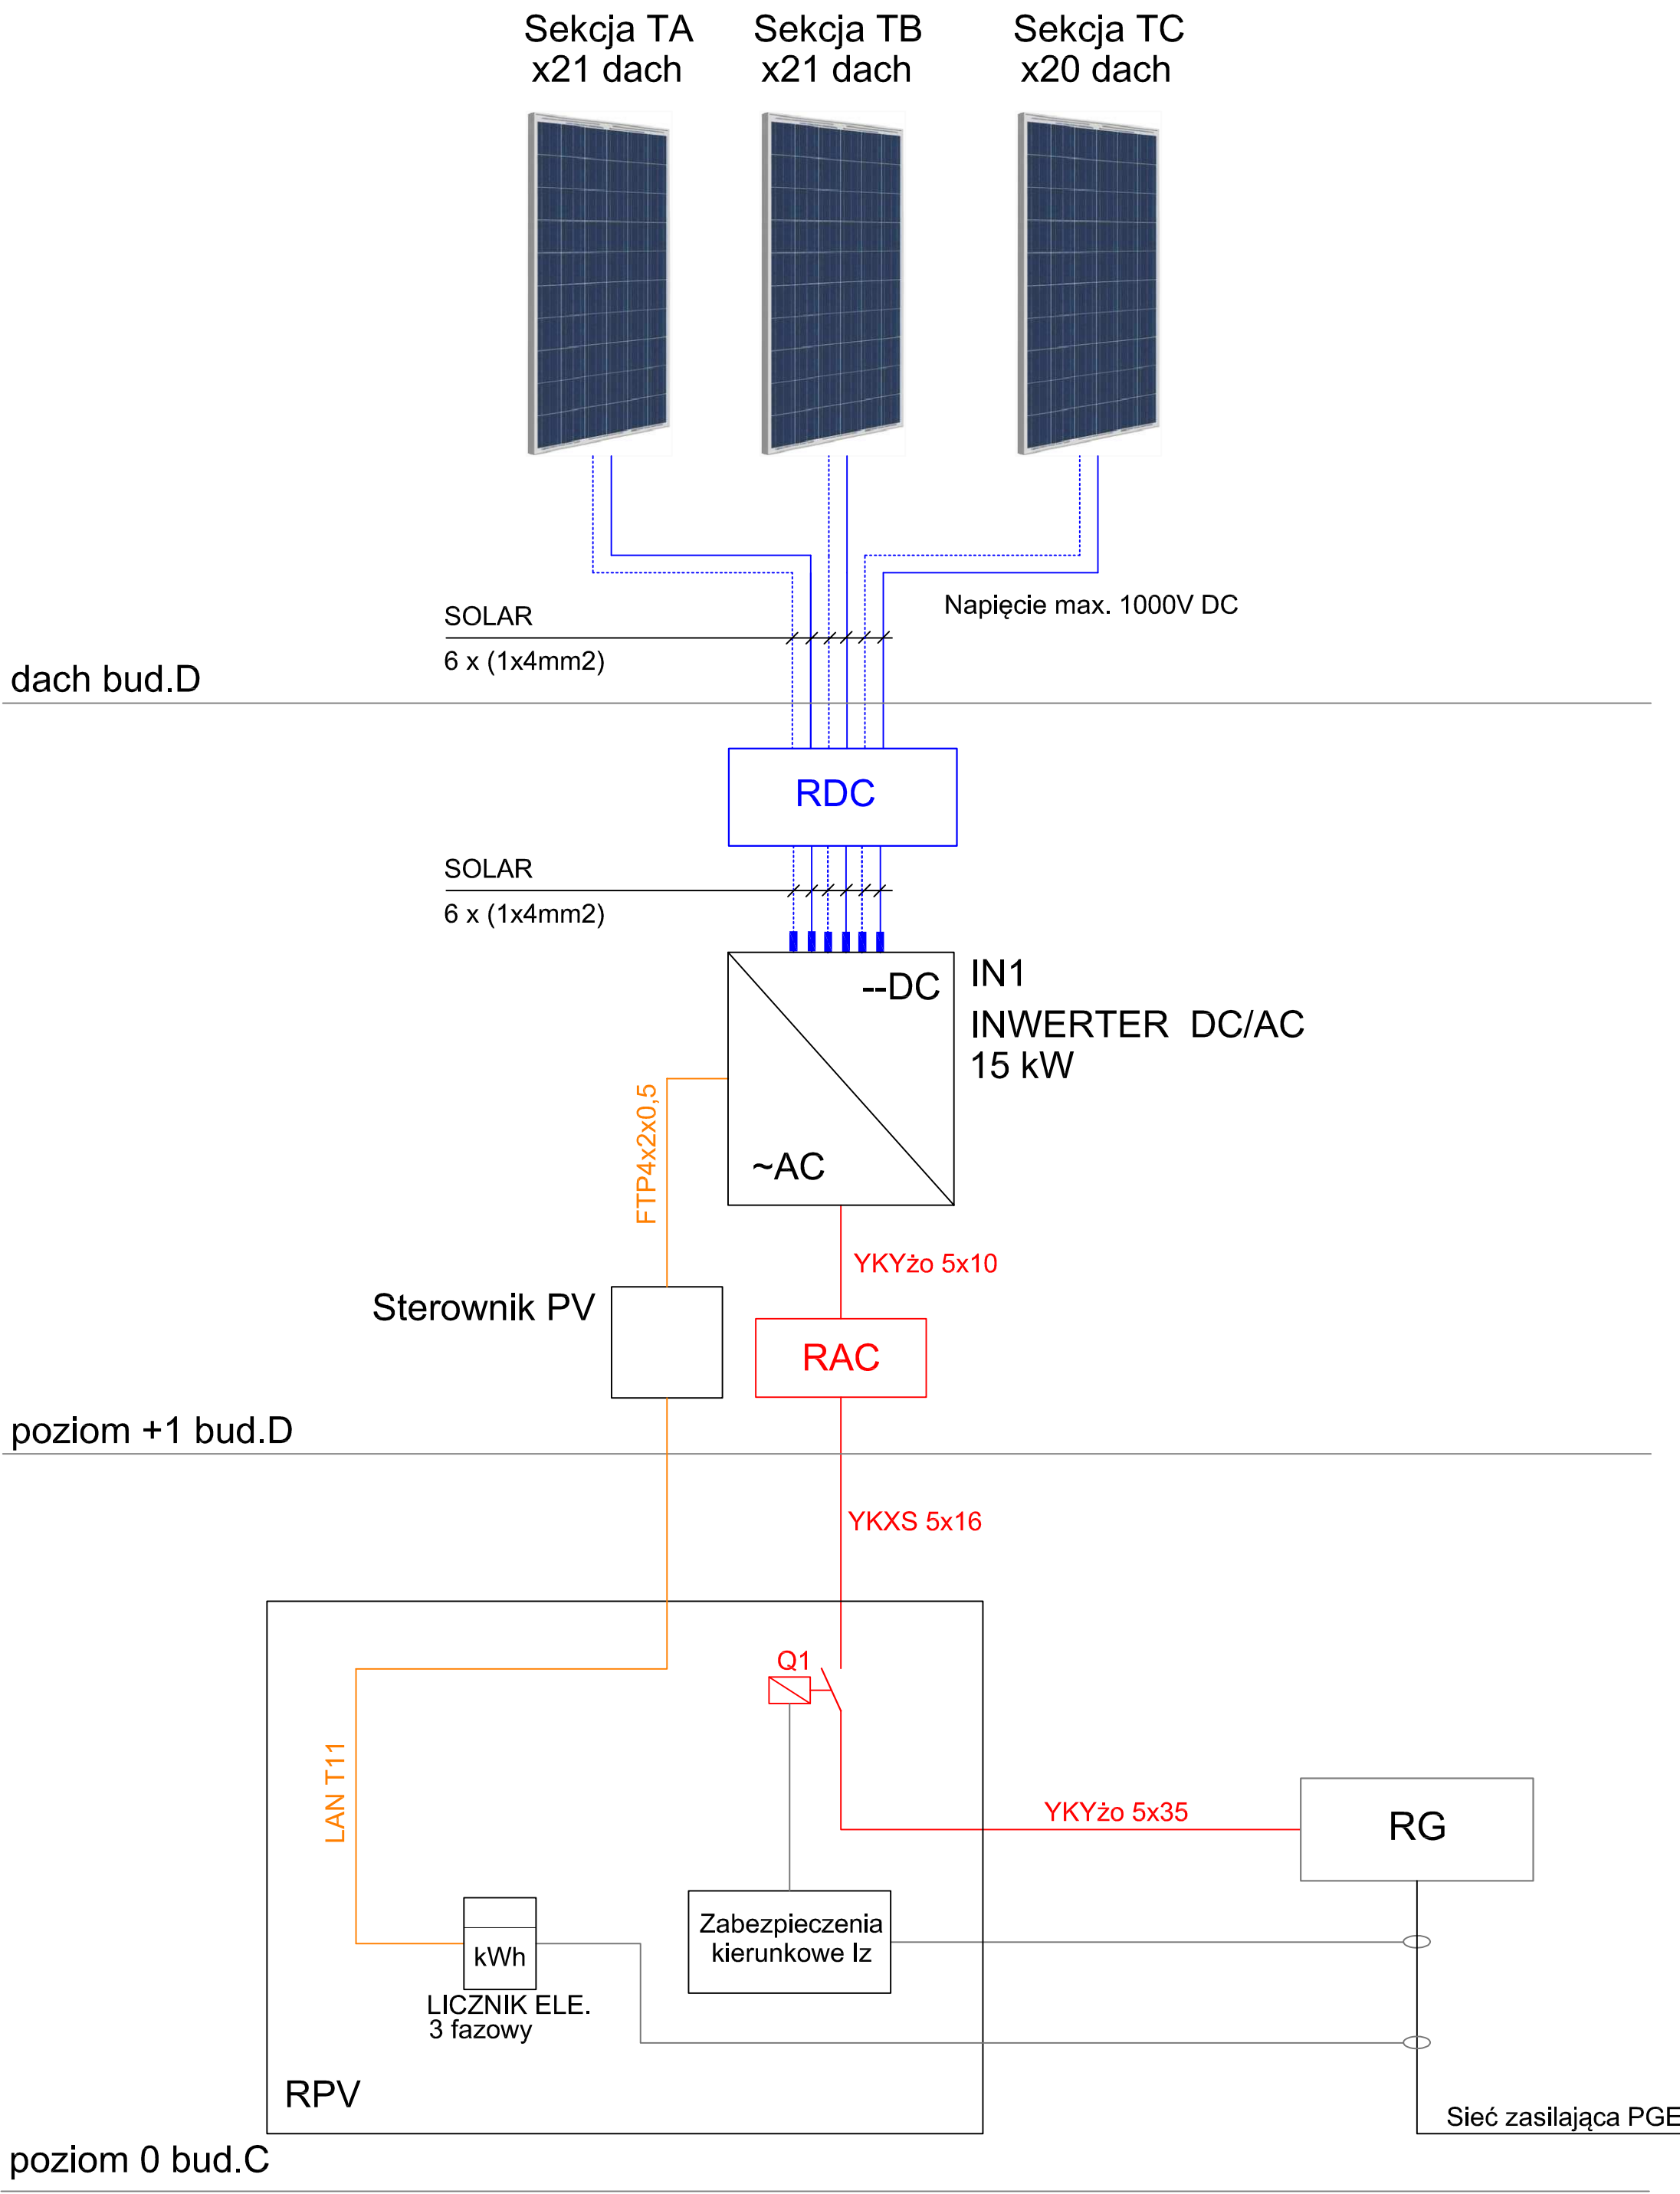 Sekcja TA
x21 dach
Sekcja TB
x21 dach
Sekcja TC
x20 dach
Napięcie max. 1000V DC
SOLAR
6 x (1x4mm2)
dach bud.D
RDC
SOLAR
6 x (1x4mm2)
--DC
IN1
INWERTER DC/AC
15 kW
FTP4x2x0,5
~AC
YKYżo 5x10
Sterownik PV
RAC
poziom +1 bud.D
YKXS 5x16
Q1
LAN T11
YKYżo 5x35
RG
Zabezpieczenia
kierunkowe Iz
kWh
LICZNIK ELE.
3 fazowy
RPV
Sieć zasilająca PGE
poziom 0 bud.C